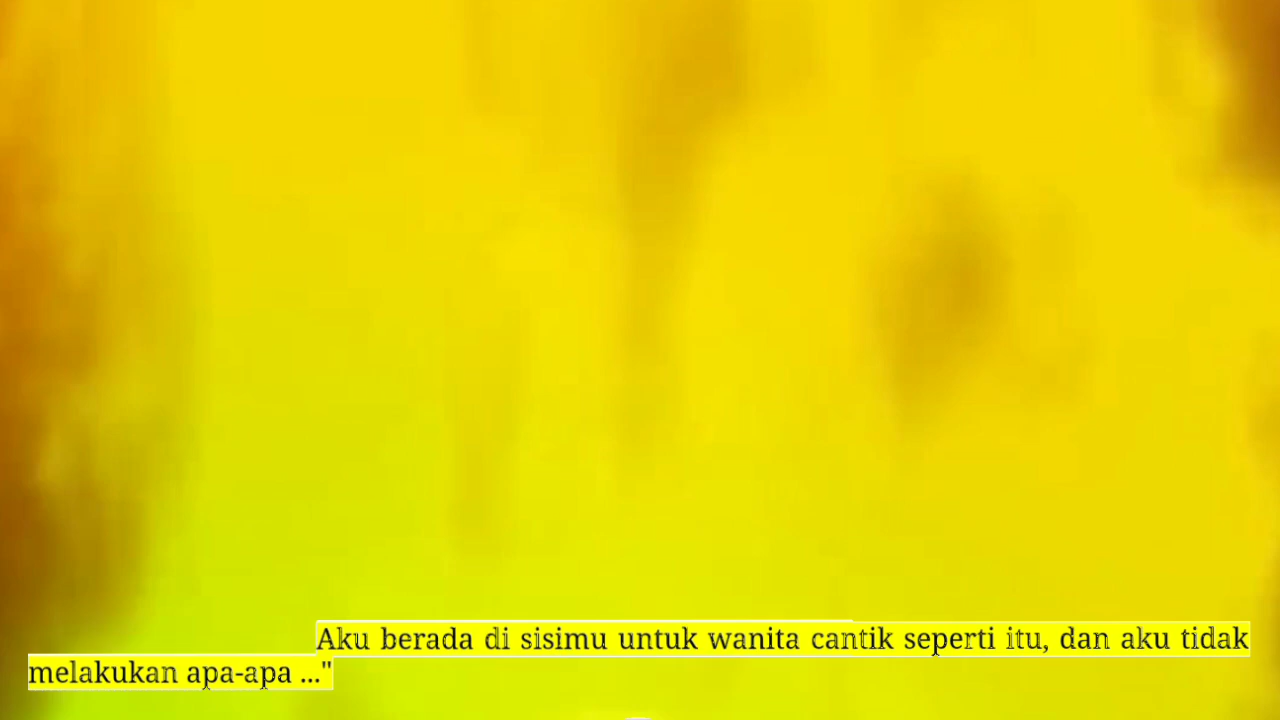 Aku berada di sisimu untuk wanita cantik seperti itu, dan aku tidak
melakukan apa-apa ..."